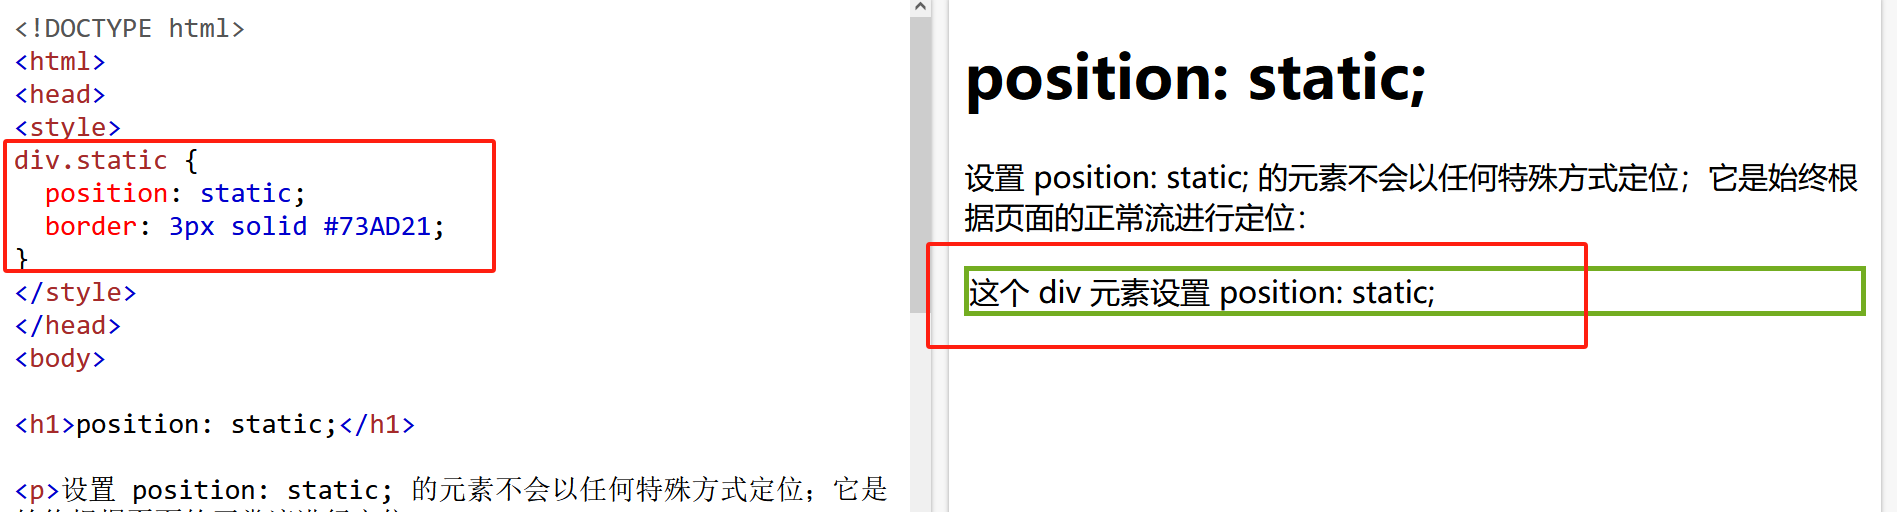 <!DOCTYPE html>
<html>
<head>
<style>
div.static {
  position: static;
  border: 3px solid #73AD21;
}
</style>
</head>
<body>
<h1>position: static;</h1>
<p>设置 position: static; 的元素不会以任何特殊方式定位；它是
position: static;
设置 position: static; 的元素不会以任何特殊方式定位；它是始终根
据页面的正常流进行定位：
这个 div 元素设置 position: static;